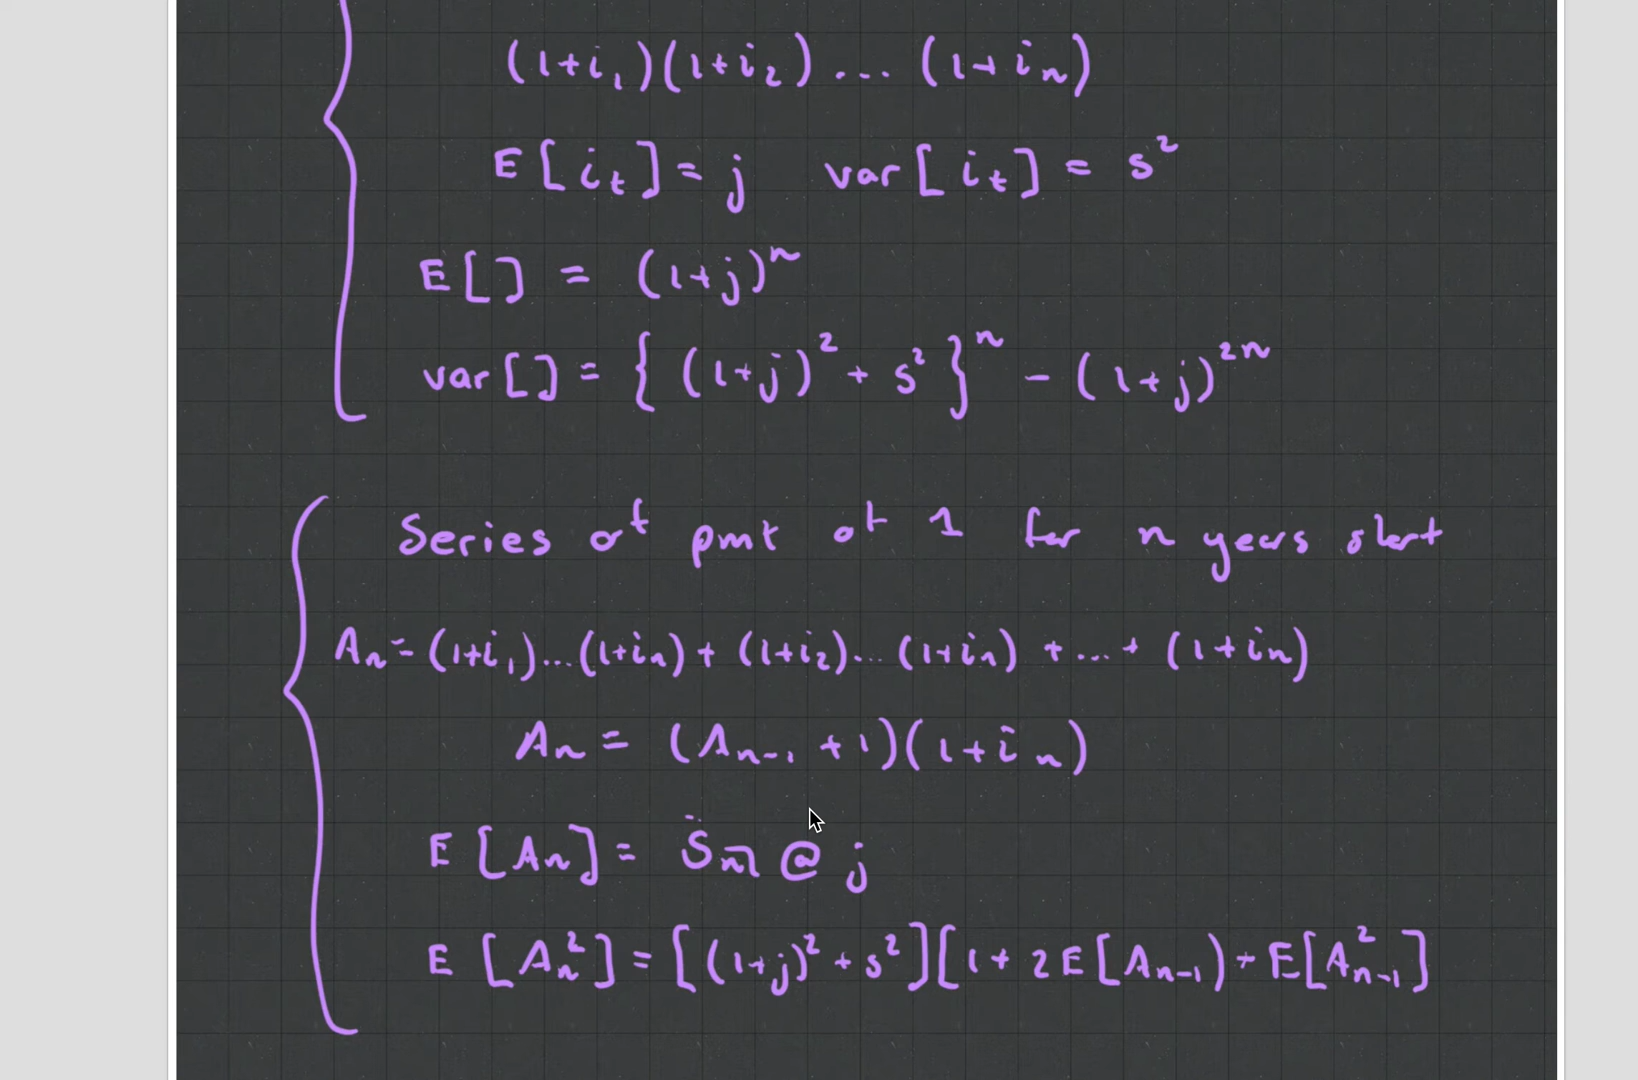 (1+i₁)(1+i₂)...(1+iₙ)
E[iₜ] = j var[iₜ] = s²
E[] = (1+j)ⁿ
var[] = {(1+j)² + s²}ⁿ - (1+j)²ⁿ
Series of pmt of 1 for n years start
Aₙ = (1+i₁)...(1+iₙ) + (1+i₂)...(1+iₙ) + ... + (1+iₙ)
Aₙ = (Aₙ₋₁ + 1)(1+iₙ)
E[Aₙ] = s̈n̅| @ j
E[Aₙ²] = [(1+j)² + s²][1 + 2E[Aₙ₋₁) + E[Aₙ₋₁²]